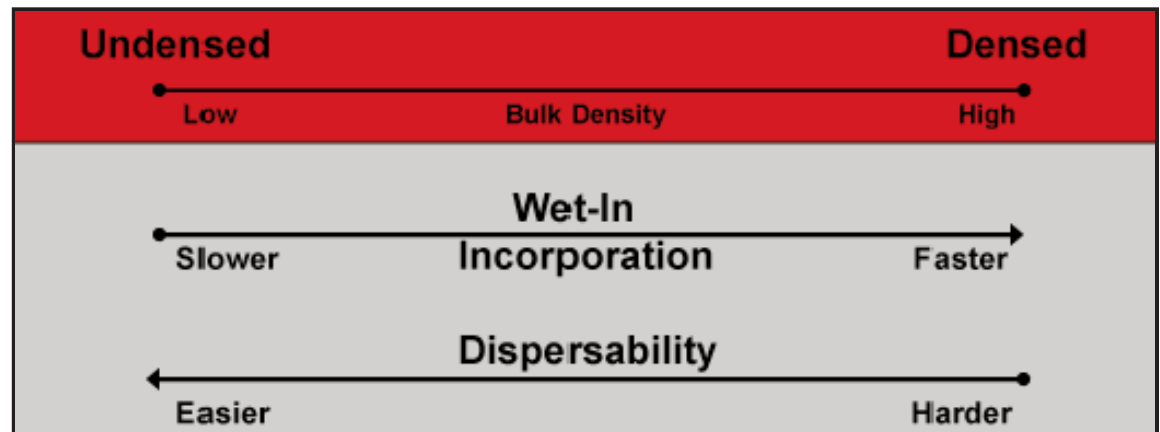 Undensed Densed
Low Bulk Density High
Wet-In
Slower Incorporation Faster
Dispersability
Easier Harder